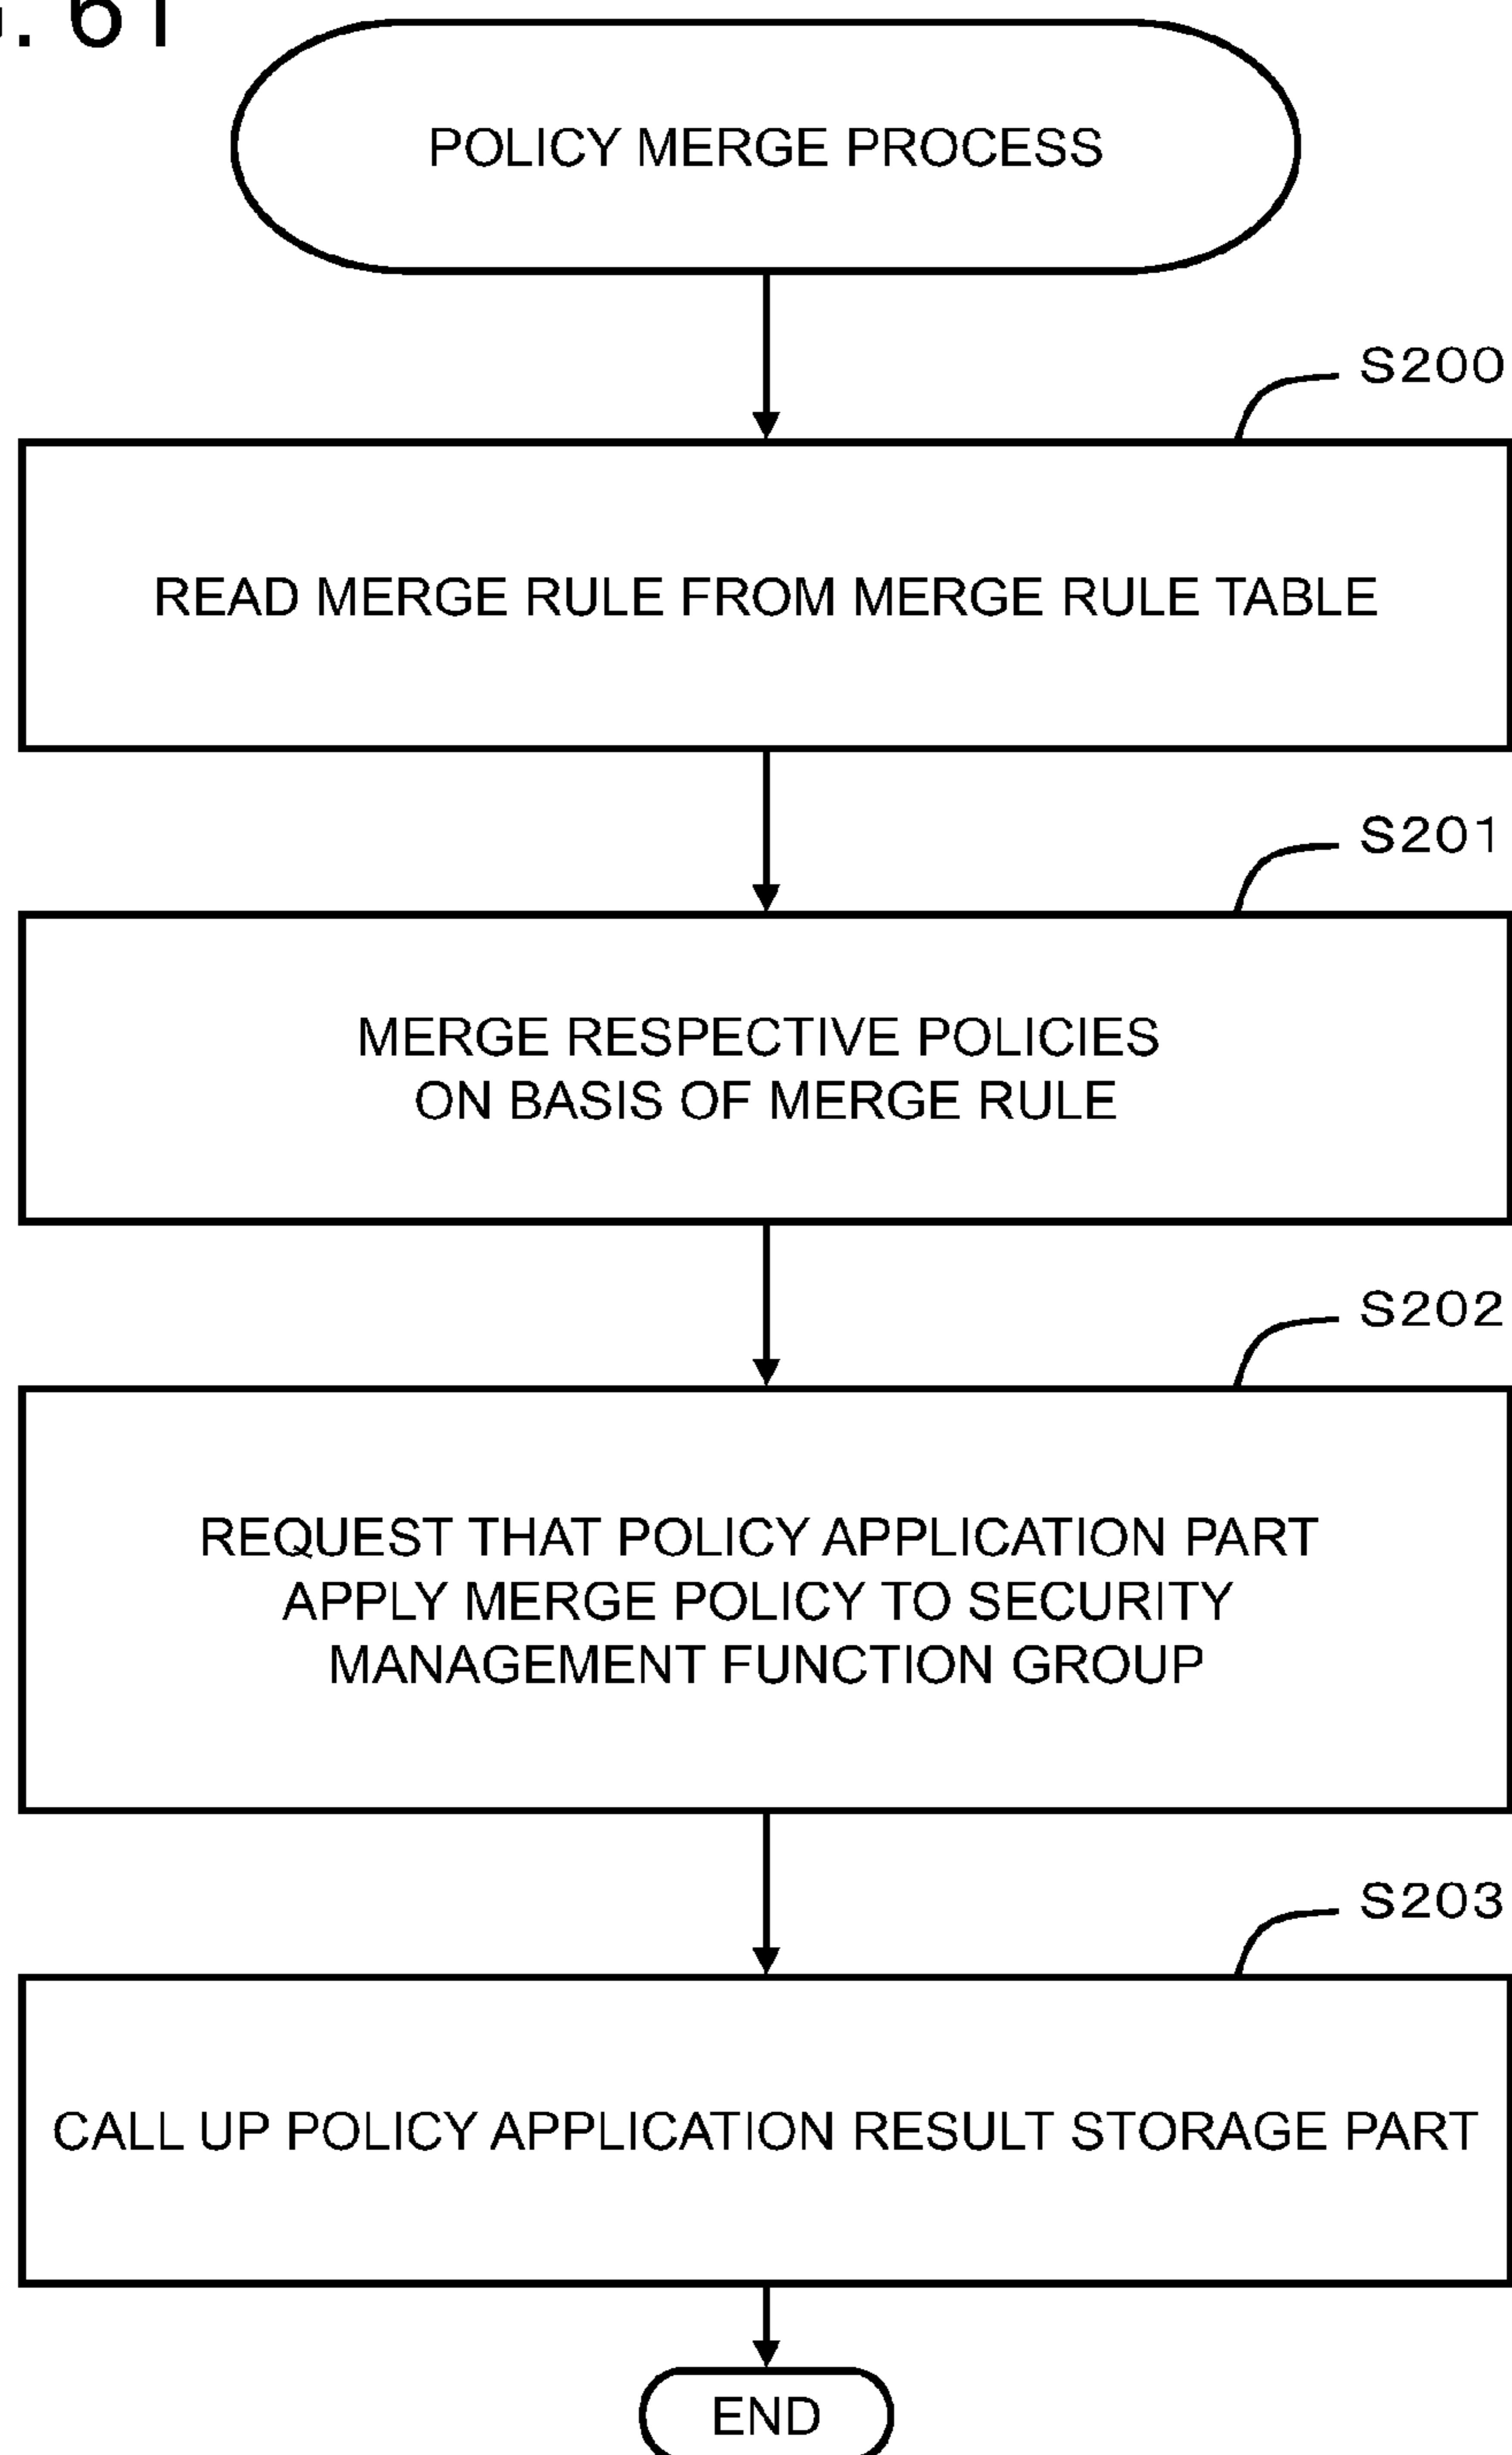 . 61
POLICY MERGE PROCESS
S200
READ MERGE RULE FROM MERGE RULE TABLE
S201
MERGE RESPECTIVE POLICIES
ON BASIS OF MERGE RULE
S202
REQUEST THAT POLICY APPLICATION PART
APPLY MERGE POLICY TO SECURITY
MANAGEMENT FUNCTION GROUP
S203
CALL UP POLICY APPLICATION RESULT STORAGE PART
END